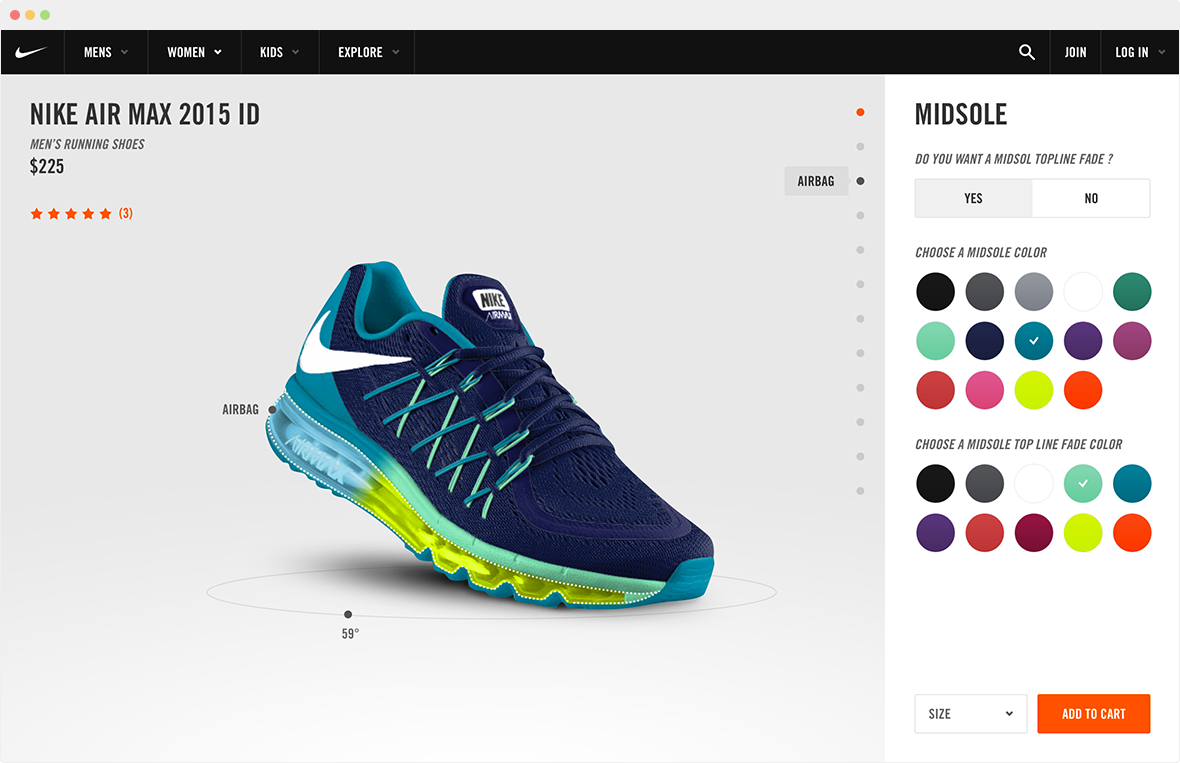 MENS
WOMEN
KIDS
EXPLORE
JOIN
LOG IN
NIKE AIR MAX 2015 ID
MEN'S RUNNING SHOES
$225
(3)
AIRBAG
NIKE
AIRMAX
AIRBAG
AIRMAX
59°
MIDSOLE
DO YOU WANT A MIDSOL TOPLINE FADE ?
YES
NO
CHOOSE A MIDSOLE COLOR
CHOOSE A MIDSOLE TOP LINE FADE COLOR
SIZE
ADD TO CART